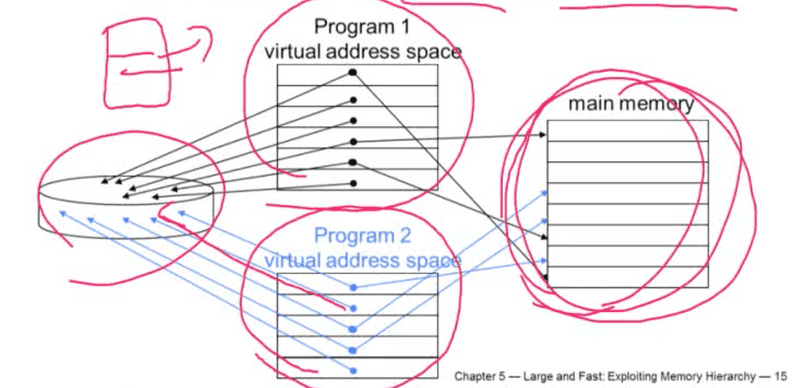 Program 1
virtual address space
main memory
Program 2
virtual address space
Chapter 5 — Large and Fast: Exploiting Memory Hierarchy — 15